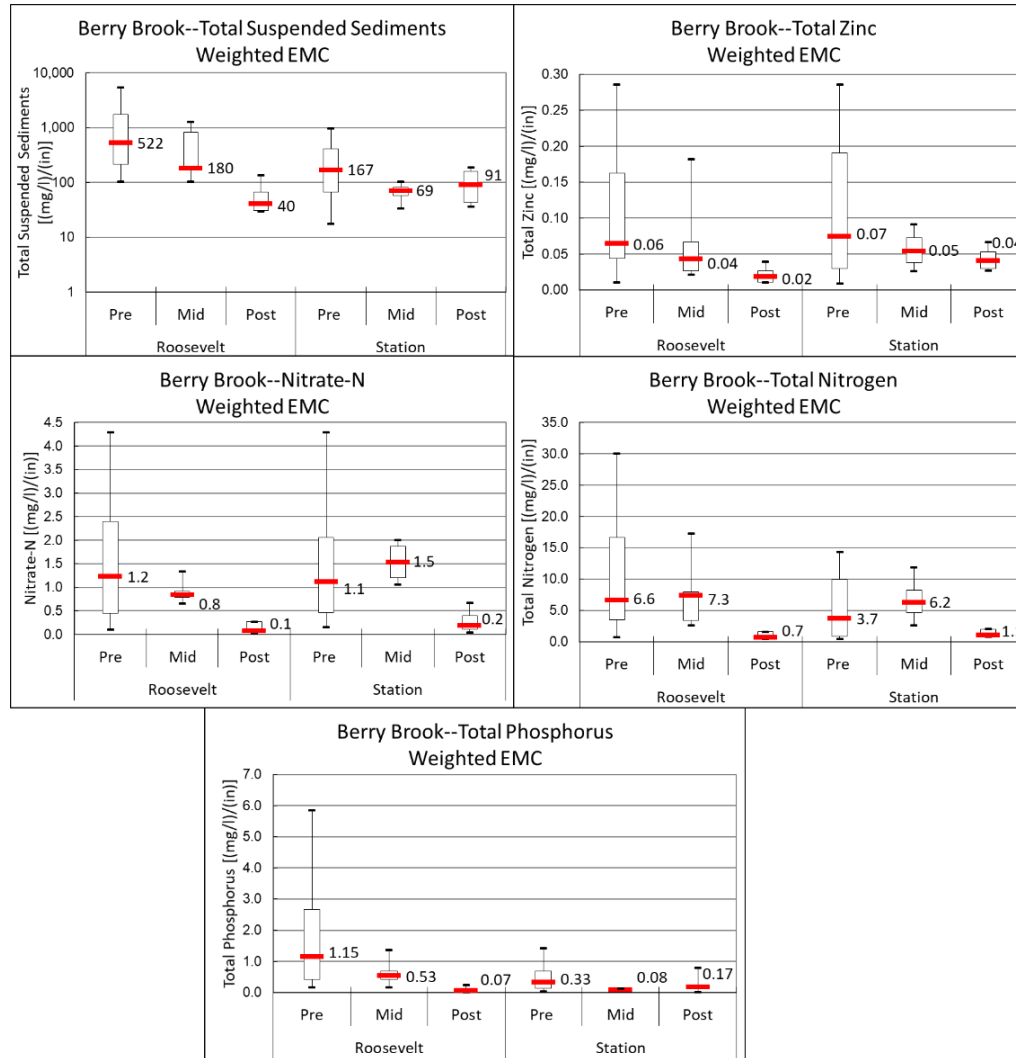 Berry Brook--Total Suspended Sediments
Weighted EMC
Total Suspended Sediments
[(mg/l)/(in)]
10,000
1,000
100
10
1
522
180
40
167
69
91
Pre Mid Post Pre Mid Post
Roosevelt Station
Berry Brook--Total Zinc
Weighted EMC
Total Zinc [(mg/l)/(in)]
0.30
0.25
0.20
0.15
0.10
0.05
0.00
0.06
0.04
0.02
0.07
0.05
0.04
Pre Mid Post Pre Mid Post
Roosevelt Station
Berry Brook--Nitrate-N
Weighted EMC
Nitrate-N [(mg/l)/(in)]
4.5
4.0
3.5
3.0
2.5
2.0
1.5
1.0
0.5
0.0
1.2
0.8
0.1
1.1
1.5
0.2
Pre Mid Post Pre Mid Post
Roosevelt Station
Berry Brook--Total Nitrogen
Weighted EMC
Total Nitrogen [(mg/l)/(in)]
35.0
30.0
25.0
20.0
15.0
10.0
5.0
0.0
6.6
7.3
0.7
3.7
6.2
Pre Mid Post Pre Mid Post
Roosevelt Station
Berry Brook--Total Phosphorus
Weighted EMC
Total Phosphorus [(mg/l)/(in)]
7.0
6.0
5.0
4.0
3.0
2.0
1.0
0.0
1.15
0.53
0.07
0.33
0.08
0.17
Pre Mid Post Pre Mid Post
Roosevelt Station